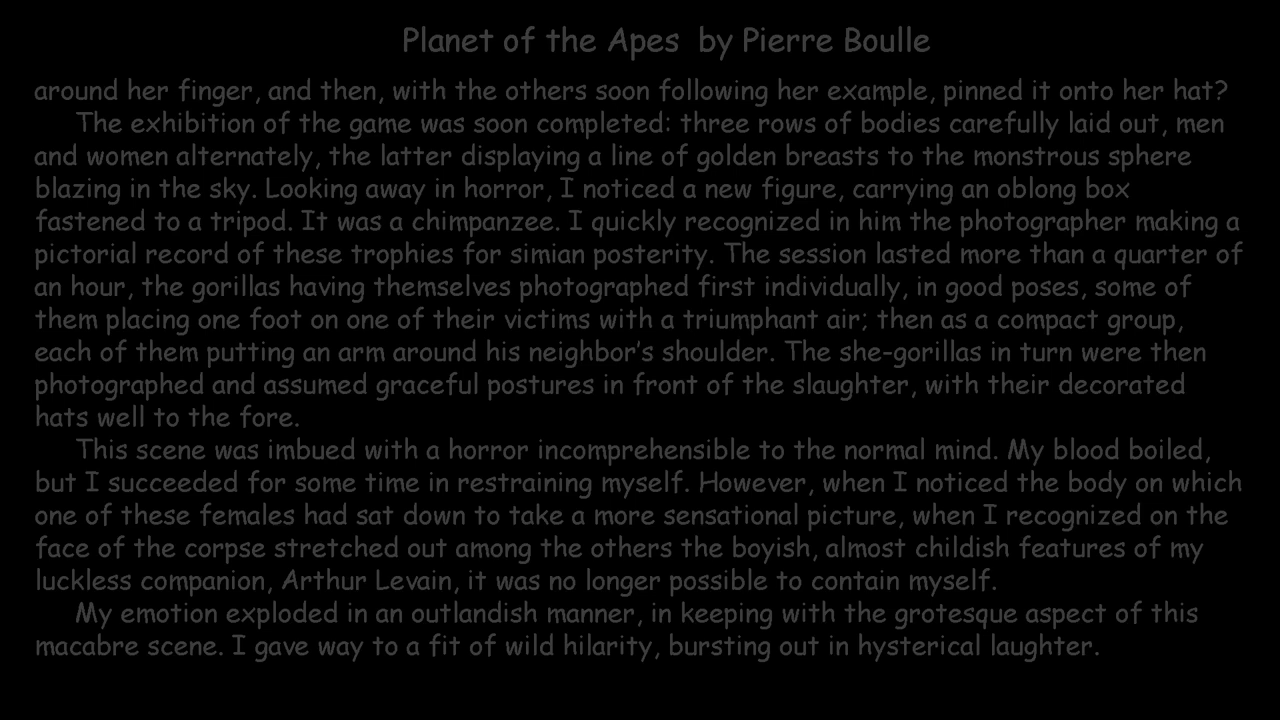 Planet of the Apes by Pierre Boulle
around her finger, and then, with the others soon following her example, pinned it onto her hat?
The exhibition of the game was soon completed: three rows of bodies carefully laid out, men
and women alternately, the latter displaying a line of golden breasts to the monstrous sphere
blazing in the sky. Looking away in horror, I noticed a new figure, carrying an oblong box
fastened to a tripod. It was a chimpanzee. I quickly recognized in him the photographer making a
pictorial record of these trophies for simian posterity. The session lasted more than a quarter of
an hour, the gorillas having themselves photographed first individually, in good poses, some of
them placing one foot on one of their victims with a triumphant air; then as a compact group,
each of them putting an arm around his neighbor’s shoulder. The she-gorillas in turn were then
photographed and assumed graceful postures in front of the slaughter, with their decorated
hats well to the fore.
This scene was imbued with a horror incomprehensible to the normal mind. My blood boiled,
but I succeeded for some time in restraining myself. However, when I noticed the body on which
one of these females had sat down to take a more sensational picture, when I recognized on the
face of the corpse stretched out among the others the boyish, almost childish features of my
luckless companion, Arthur Levain, it was no longer possible to contain myself.
My emotion exploded in an outlandish manner, in keeping with the grotesque aspect of this
macabre scene. I gave way to a fit of wild hilarity, bursting out in hysterical laughter.